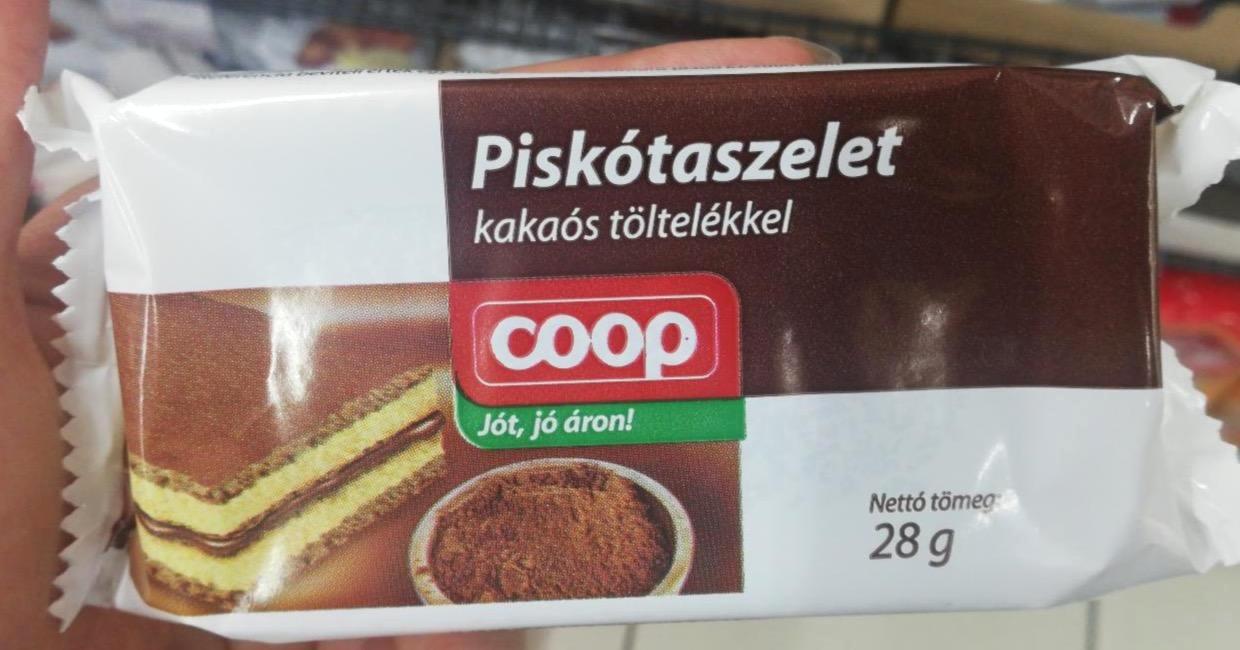 Piskótaszelet
kakaós töltelékkel
coop
Jót, jó áron!
Nettó tömeg:
28 g